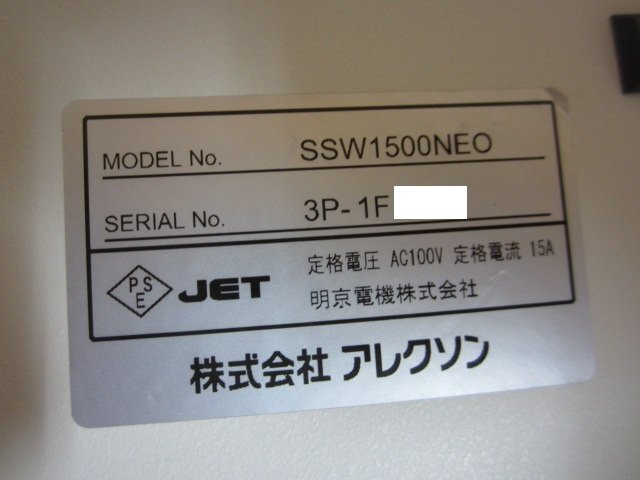 MODEL No. SSW1500NEO
SERIAL No. 3P-1F
PSE JET 定格電圧 AC100V 定格電流 15A
明京電機株式会社
株式会社 アレクソン